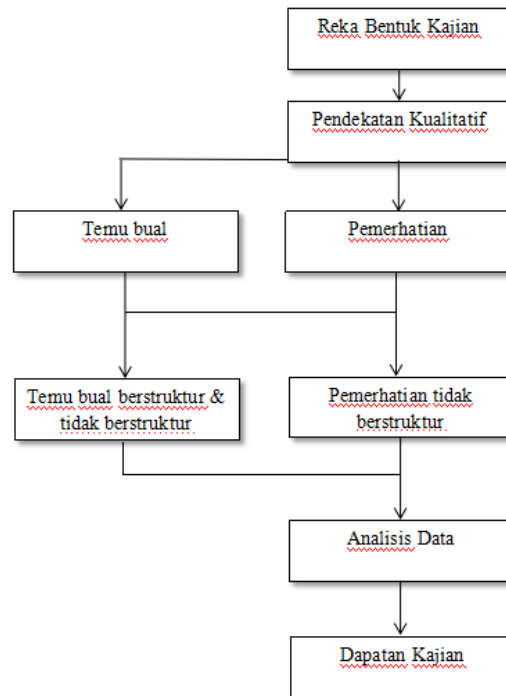 Reka Bentuk Kajian
Pendekatan Kualitatif
Temu bual
Pemerhatian
Temu bual berstruktur &
tidak berstruktur
Pemerhatian tidak
berstruktur
Analisis Data
Dapatan Kajian